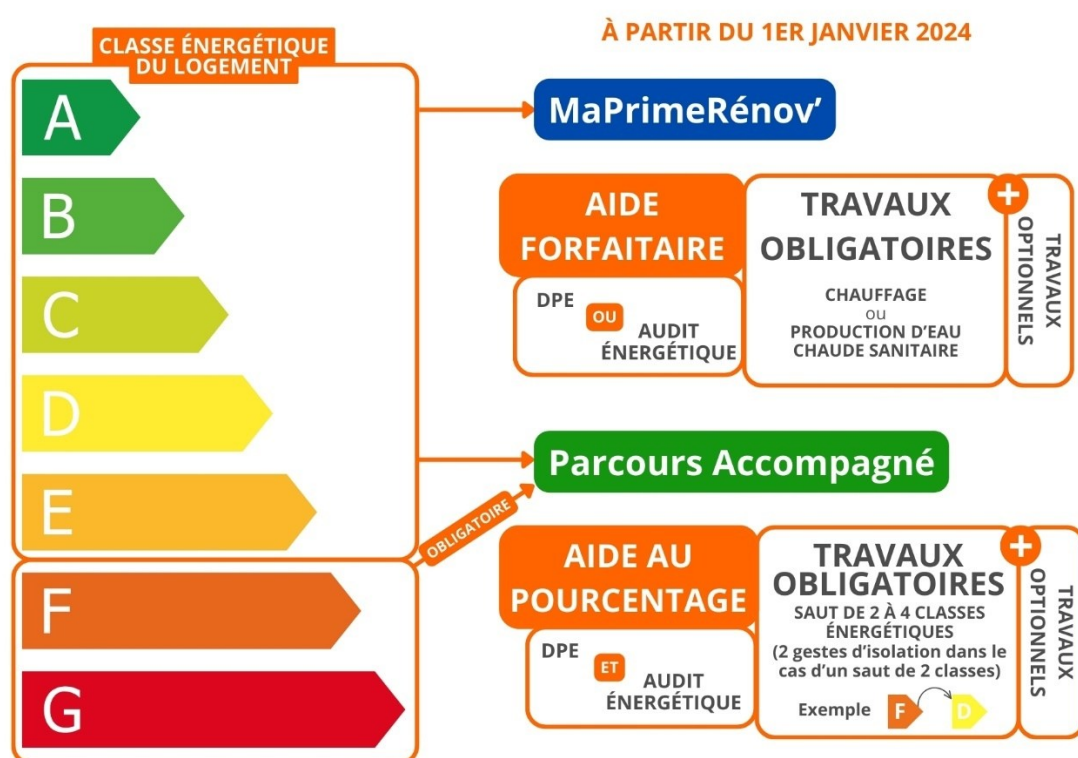 À PARTIR DU 1ER JANVIER 2024
CLASSE ÉNERGÉTIQUE
DU LOGEMENT
A
B
C
D
E
F
G
MaPrimeRénov’
AIDE
FORFAITAIRE
DPE
OU
AUDIT
ÉNERGÉTIQUE
TRAVAUX
OBLIGATOIRES
CHAUFFAGE
ou
PRODUCTION D’EAU
CHAUDE SANITAIRE
+
TRAVAUX
OPTIONNELS
OBLIGATOIRE
Parcours Accompagné
AIDE AU
POURCENTAGE
DPE
ET
AUDIT
ÉNERGÉTIQUE
TRAVAUX
OBLIGATOIRES
SAUT DE 2 À 4 CLASSES
ÉNERGÉTIQUES
(2 gestes d’isolation dans le
cas d’un saut de 2 classes)
Exemple F D
+
TRAVAUX
OPTIONNELS